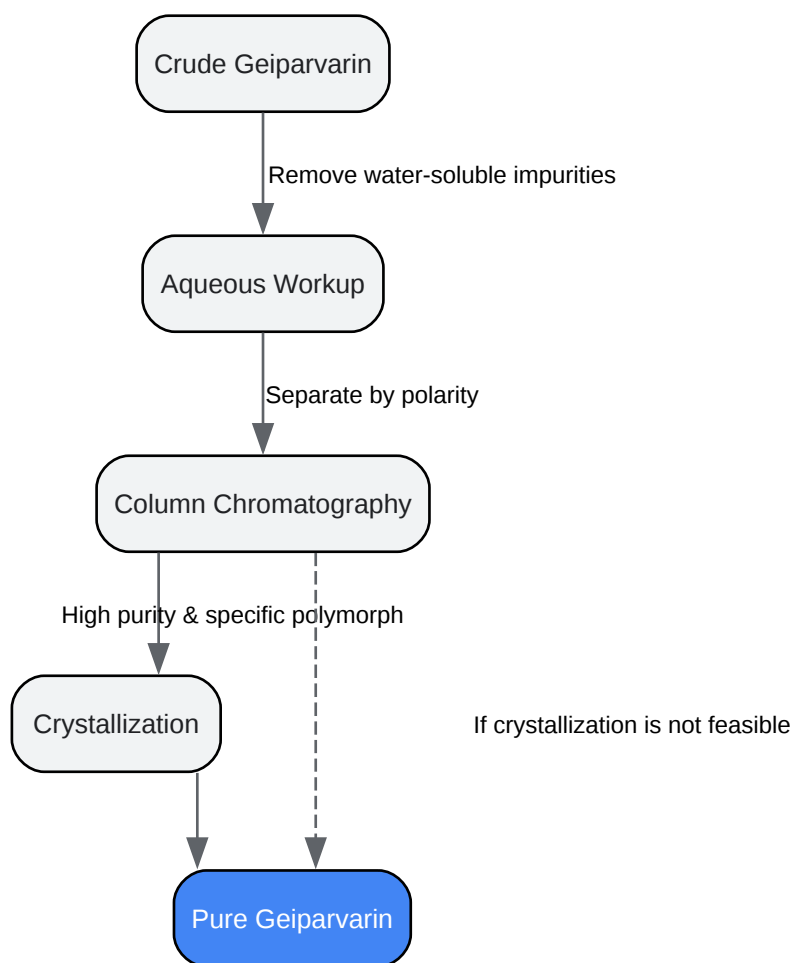 Crude Geiparvarin
Remove water-soluble impurities
Aqueous Workup
Separate by polarity
Column Chromatography
High purity & specific polymorph
Crystallization
If crystallization is not feasible
Pure Geiparvarin